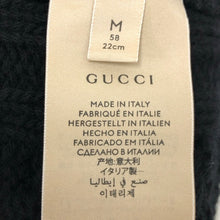 M
58
22cm
GUCCI
MADE IN ITALY
FABRIQUÉ EN ITALIE
HERGESTELLT IN ITALIEN
HECHO EN ITALIA
FABRICADO EM ITÁLIA
СДЕЛАНО В ИТАЛИИ
产地:意大利
イタリア製
صنع في إيطاليا
이태리제